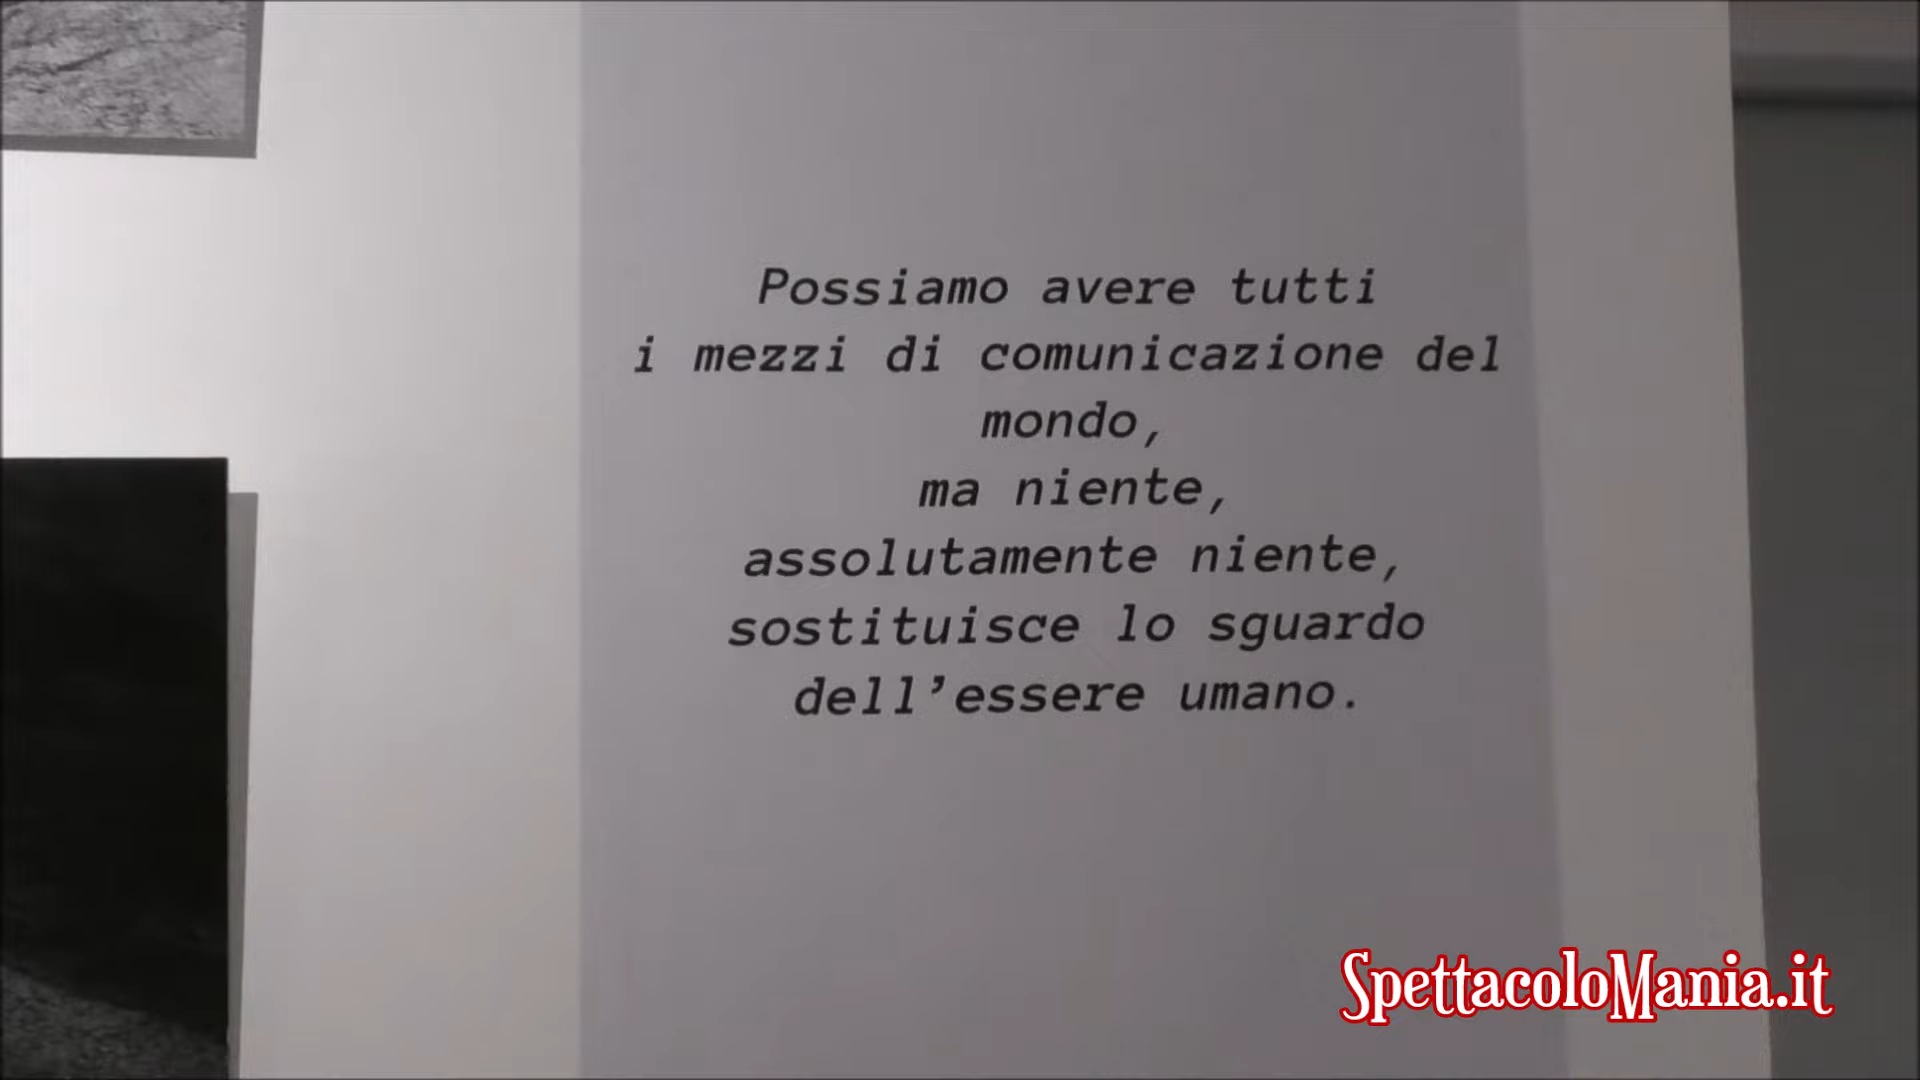 Possiamo avere tutti
i mezzi di comunicazione del
mondo,
ma niente,
assolutamente niente,
sostituisce lo sguardo
dell’essere umano.
SpettacoloMania.it